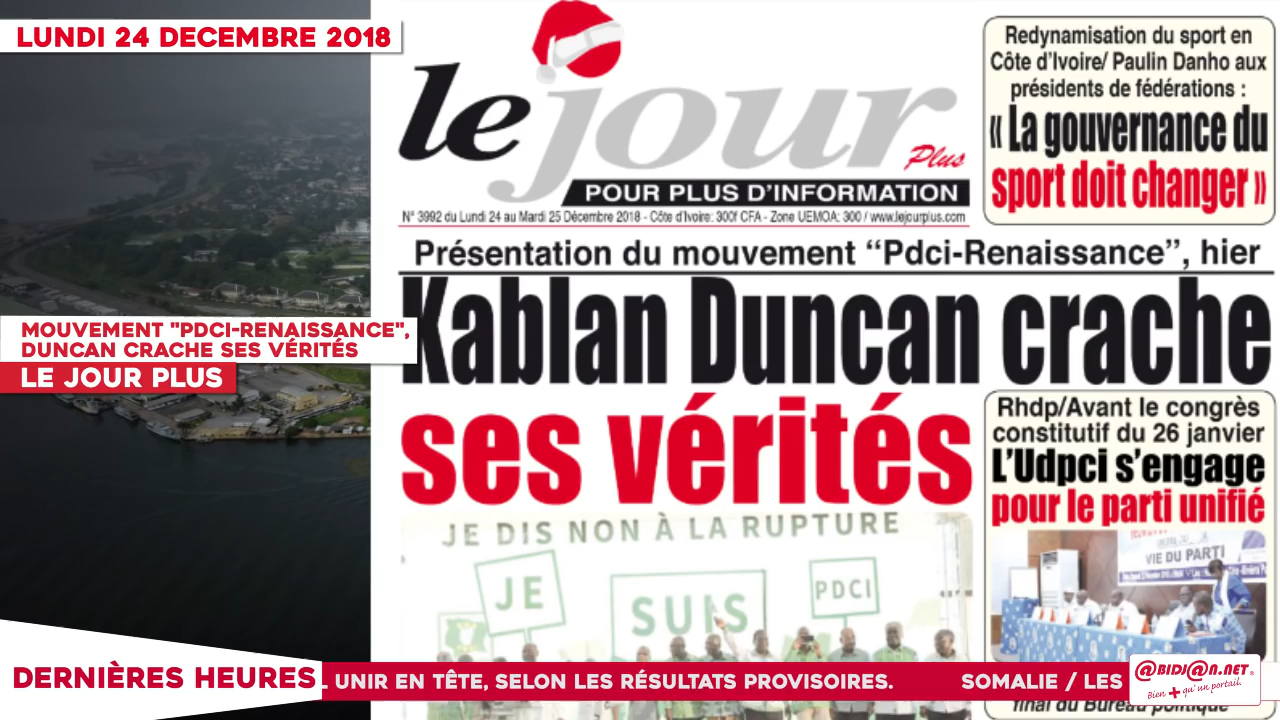 LUNDI 24 DECEMBRE 2018
le jour
Plus
POUR PLUS D'INFORMATION
N° 3992 du Lundi 24 au Mardi 25 Décembre 2018 - Côte d'Ivoire: 300f CFA - Zone UEMOA: 300 / www.lejourplus.com
Redynamisation du sport en
Côte d'Ivoire/ Paulin Danho aux
présidents de fédérations :
« La gouvernance du
sport doit changer »
Présentation du mouvement “Pdci-Renaissance”, hier
Kablan Duncan crache
ses vérités
MOUVEMENT "PDCI-RENAISSANCE",
DUNCAN CRACHE SES VÉRITÉS
LE JOUR PLUS
Rhdp/Avant le congrès
constitutif du 26 janvier
L'Udpci s'engage
pour le parti unifié
JE DIS NON À LA RUPTURE
JE
SUIS
PDCI
VIE DU PARTI
DERNIÈRES HEURES
UNIR EN TÊTE, SELON LES RÉSULTATS PROVISOIRES. SOMALIE / LES
@BIDJ@N.NET
Bien + qu'un portail.
final du Bureau politique